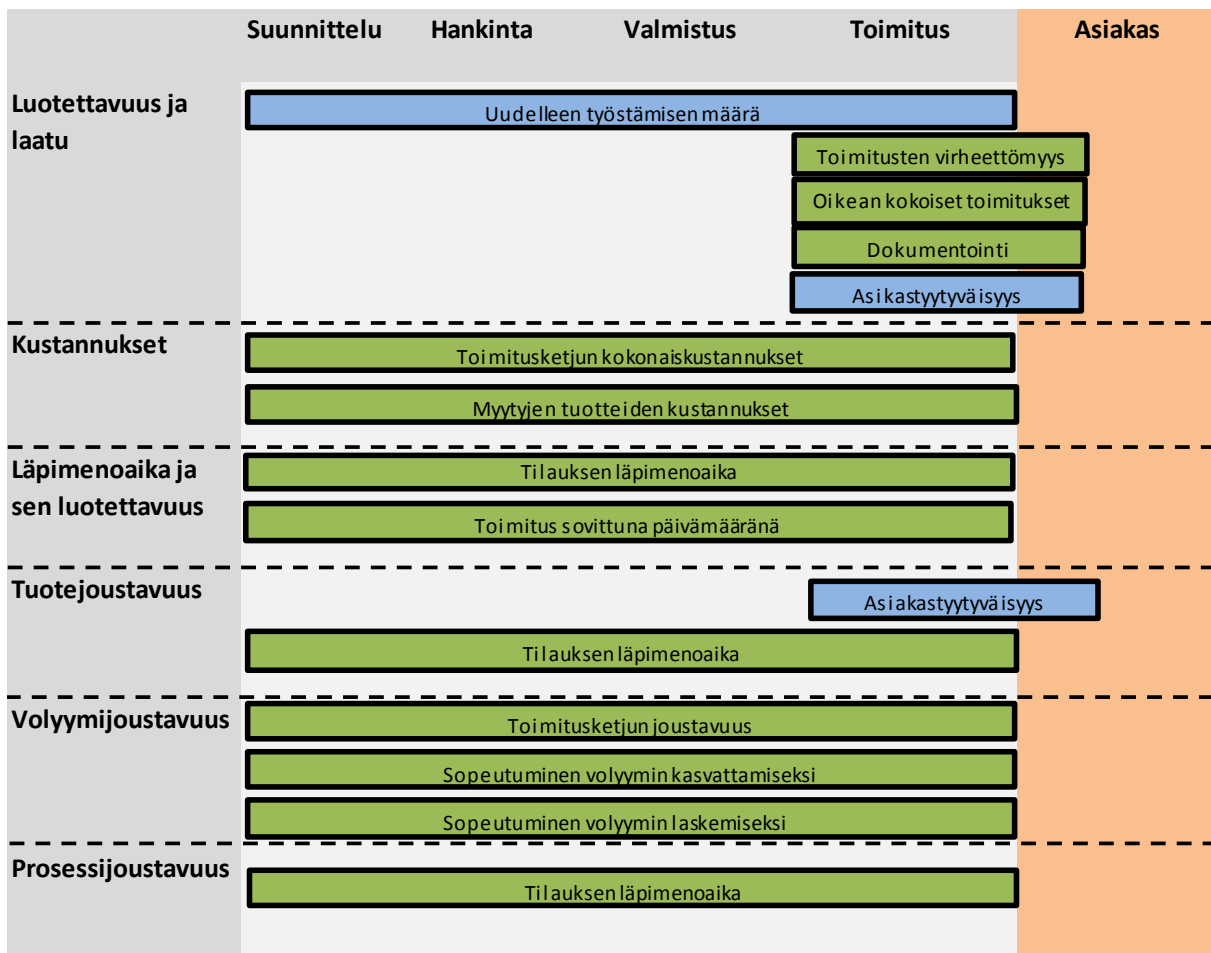 Suunnittelu Hankinta Valmistus Toimitus Asiakas
Luotettavuus ja
laatu
Uudelleen työstämisen määrä
Toimitusten virheettömyys
Oikean kokoiset toimitukset
Dokumentointi
Asikastyytyväisyys
Kustannukset
Toimitusketjun kokonaiskustannukset
Myytyjen tuotteiden kustannukset
Läpimenoaika ja
sen luotettavuus
Tilauksen läpimenoaika
Toimitus sovittuna päivämääränä
Tuotejoustavuus
Asiakastyytyväisyys
Tilauksen läpimenoaika
Volyymijoustavuus
Toimitusketjun joustavuus
Sopeutuminen volyymin kasvattamiseksi
Sopeutuminen volyymin laskemiseksi
Prosessijoustavuus
Tilauksen läpimenoaika